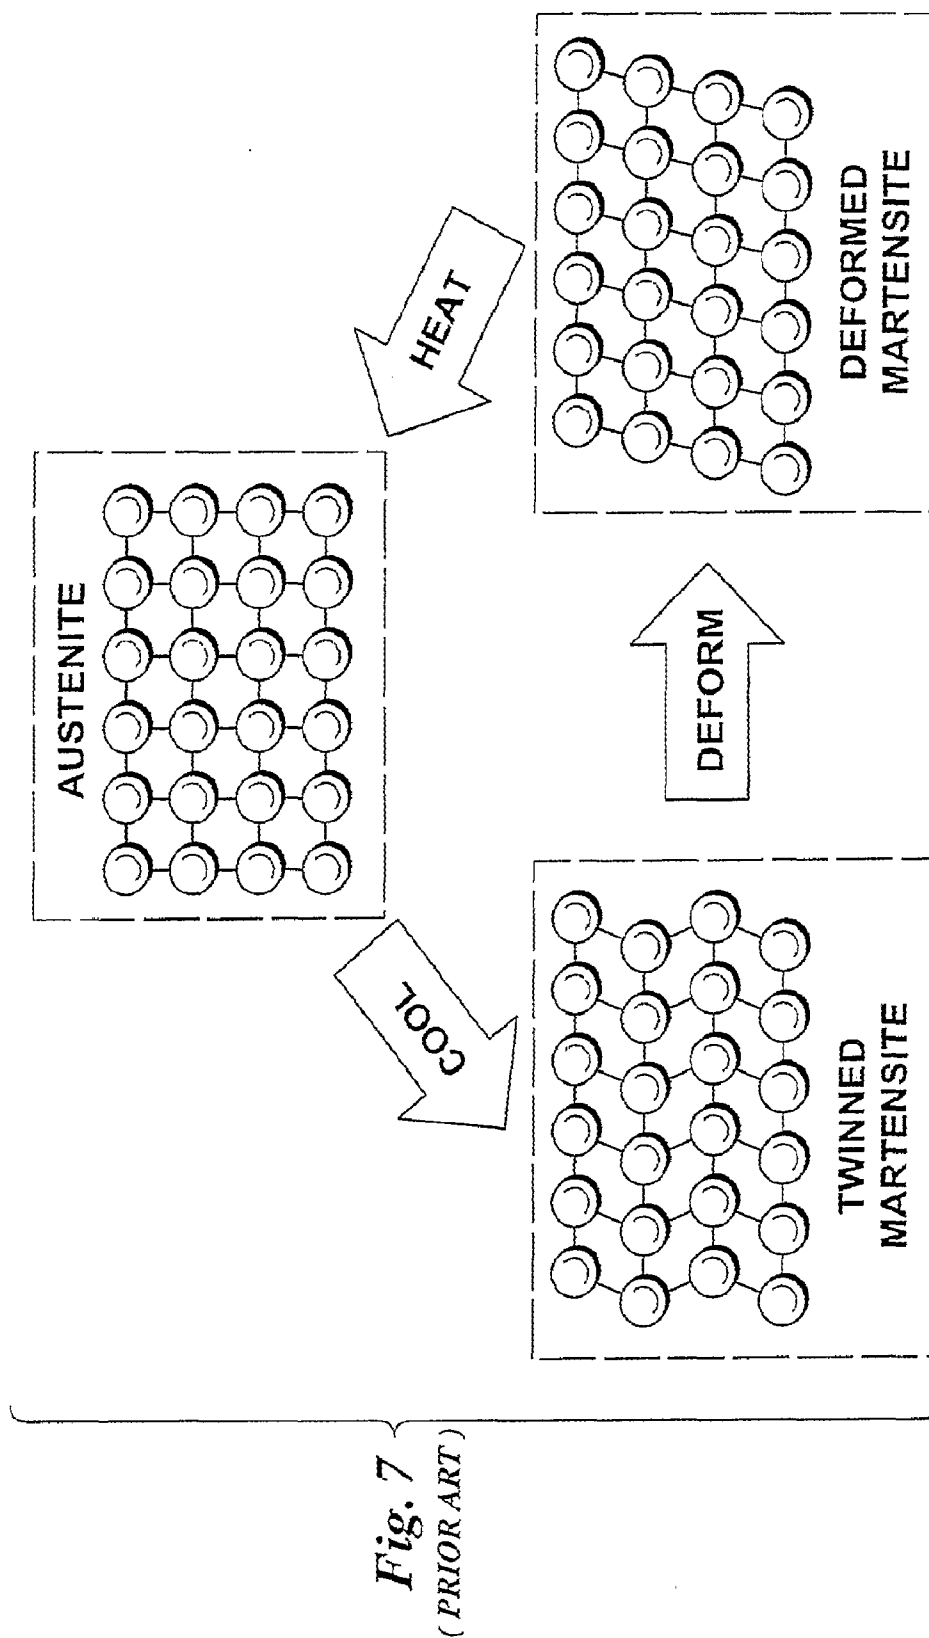 AUSTENITE
COOL
HEAT
DEFORM
TWINNED
MARTENSITE
DEFORMED
MARTENSITE
Fig. 7
(PRIOR ART)